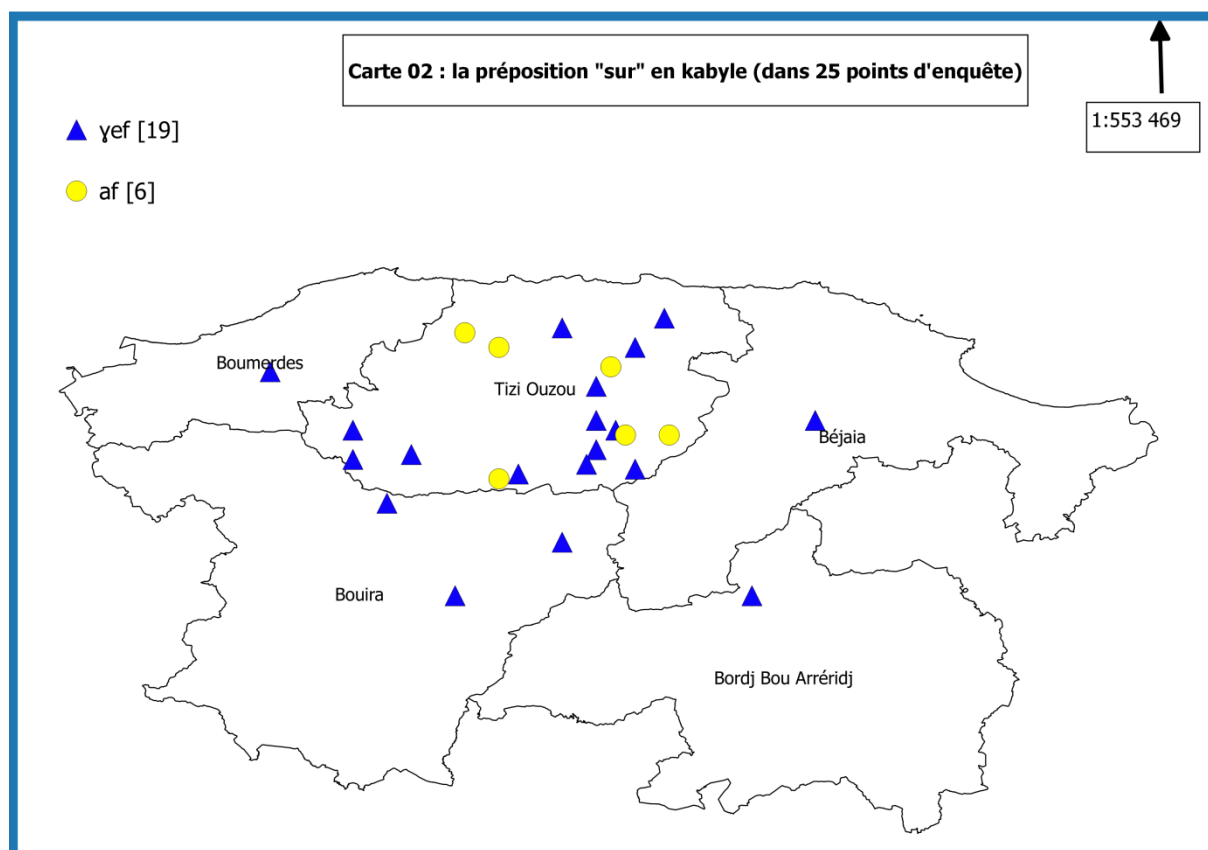 Carte 02 : la préposition "sur" en kabyle (dans 25 points d'enquête)
1:553 469
ɣef [19]
af [6]
Boumerdes
Tizi Ouzou
Béjaia
Bouira
Bordj Bou Arréridj